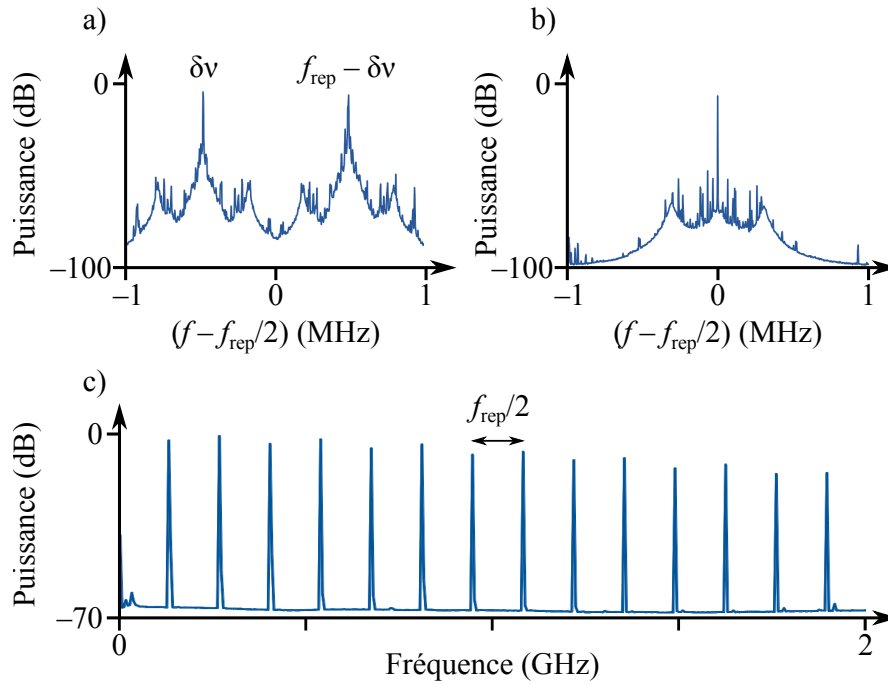 a)
b)
δν
f_rep – δν
0
0
Puissance (dB)
Puissance (dB)
–100
–100
–1 0 1
–1 0 1
(f – f_rep/2) (MHz)
(f – f_rep/2) (MHz)
c)
f_rep/2
0
Puissance (dB)
–70
0 2
Fréquence (GHz)